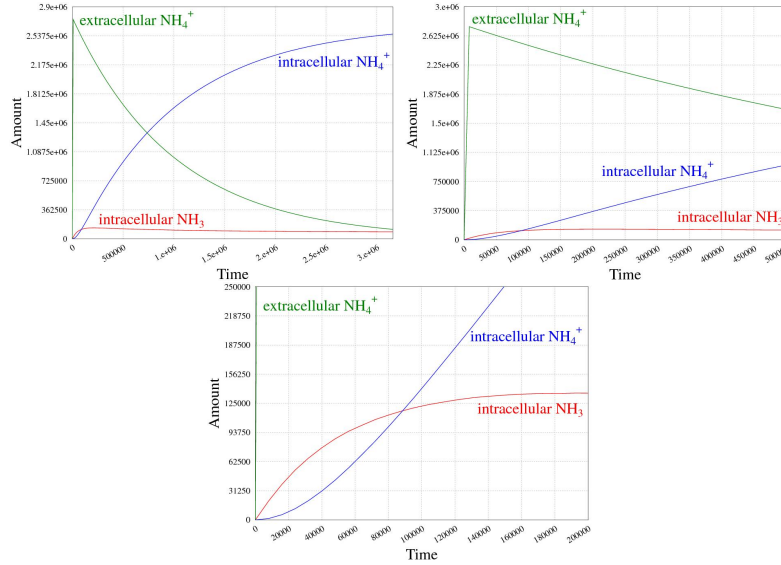 2.9e+06
2.5375e+06
2.175e+06
1.8125e+06
1.45e+06
1.0875e+06
725000
362500
0
Amount
extracellular NH4+
intracellular NH4+
intracellular NH3
0
500000
1.e+06
1.5e+06
2.e+06
2.5e+06
3.e+06
Time
3.e+06
2.625e+06
2.25e+06
1.875e+06
1.5e+06
1.125e+06
750000
375000
0
Amount
extracellular NH4+
intracellular NH4+
intracellular NH3
0
50000
100000
150000
200000
250000
300000
350000
400000
450000
Time
250000
218750
187500
156250
125000
93750
62500
31250
0
Amount
extracellular NH4+
intracellular NH4+
intracellular NH3
0
20000
40000
60000
80000
100000
120000
140000
160000
180000
200000
Time